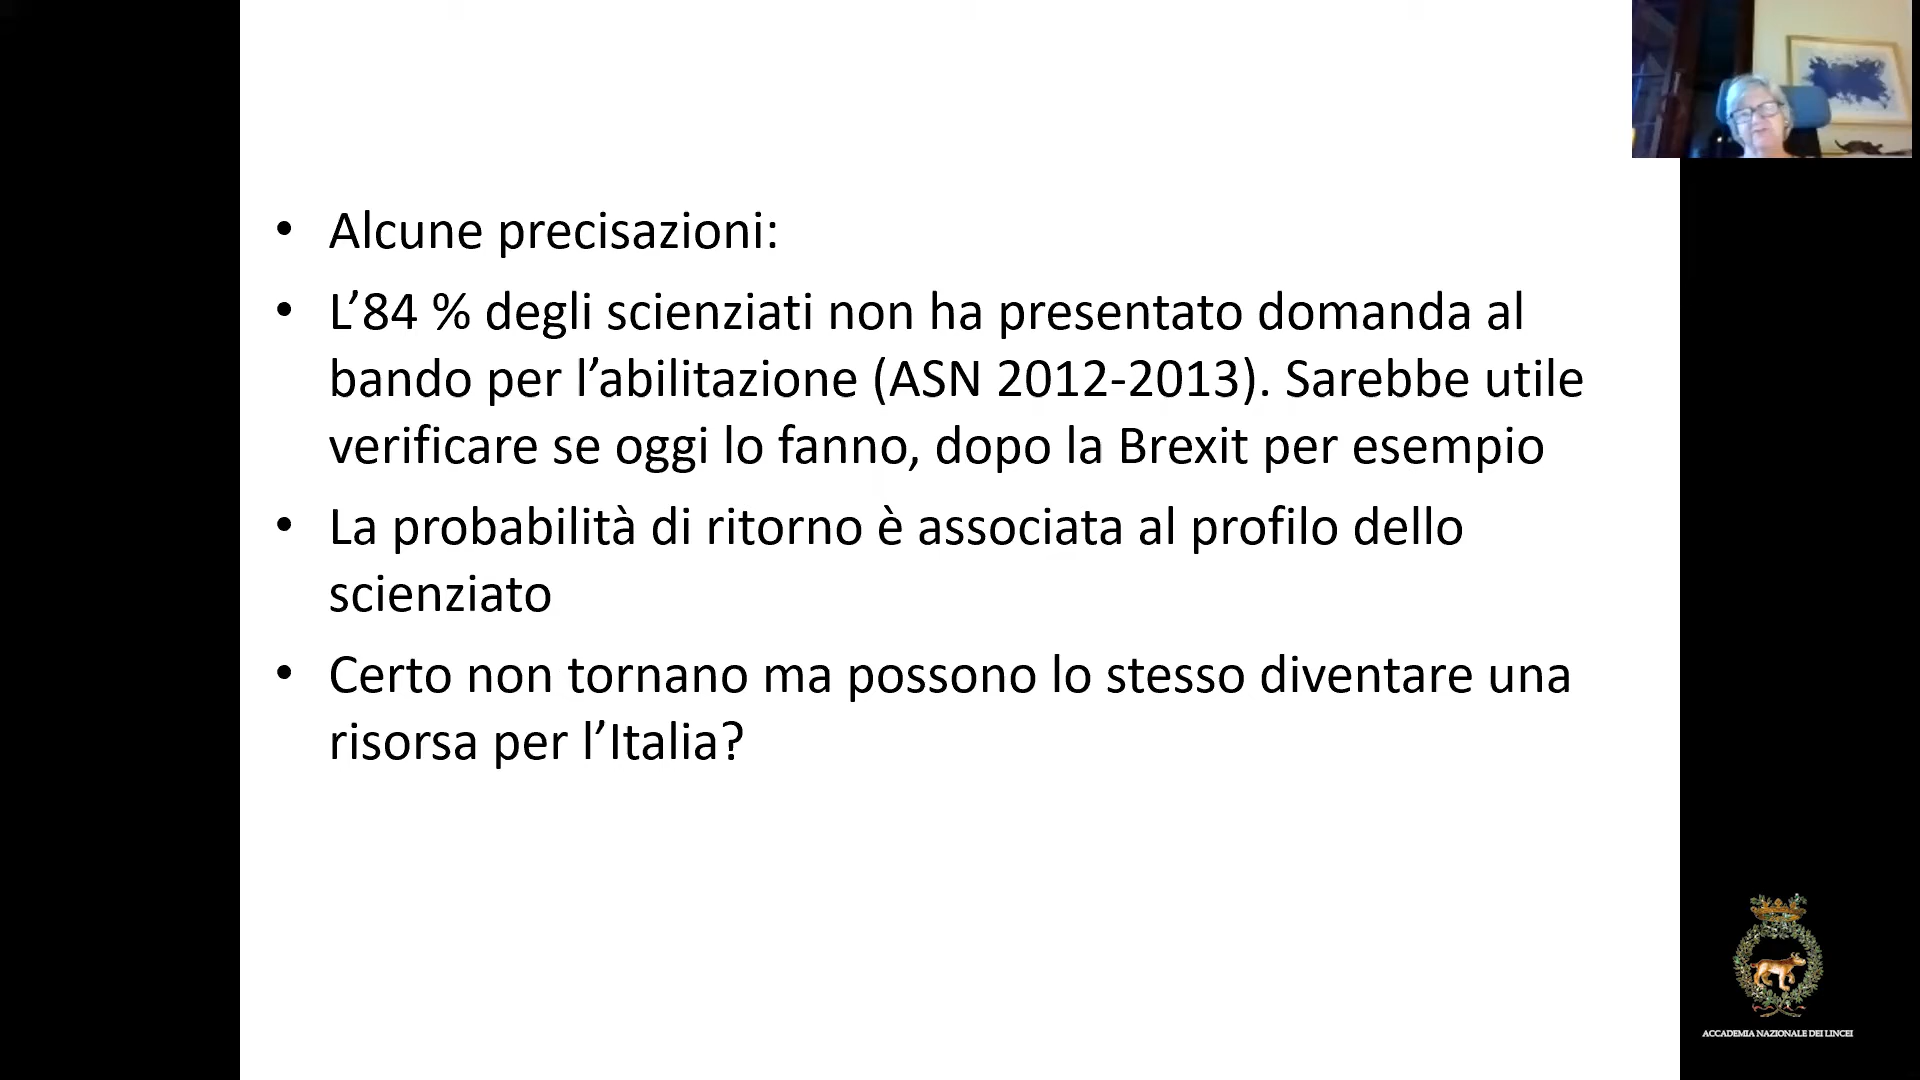 • Alcune precisazioni:
• L’84 % degli scienziati non ha presentato domanda al
bando per l’abilitazione (ASN 2012-2013). Sarebbe utile
verificare se oggi lo fanno, dopo la Brexit per esempio
• La probabilità di ritorno è associata al profilo dello
scienziato
• Certo non tornano ma possono lo stesso diventare una
risorsa per l’Italia?
ACCADEMIA NAZIONALE DEI LINCEI